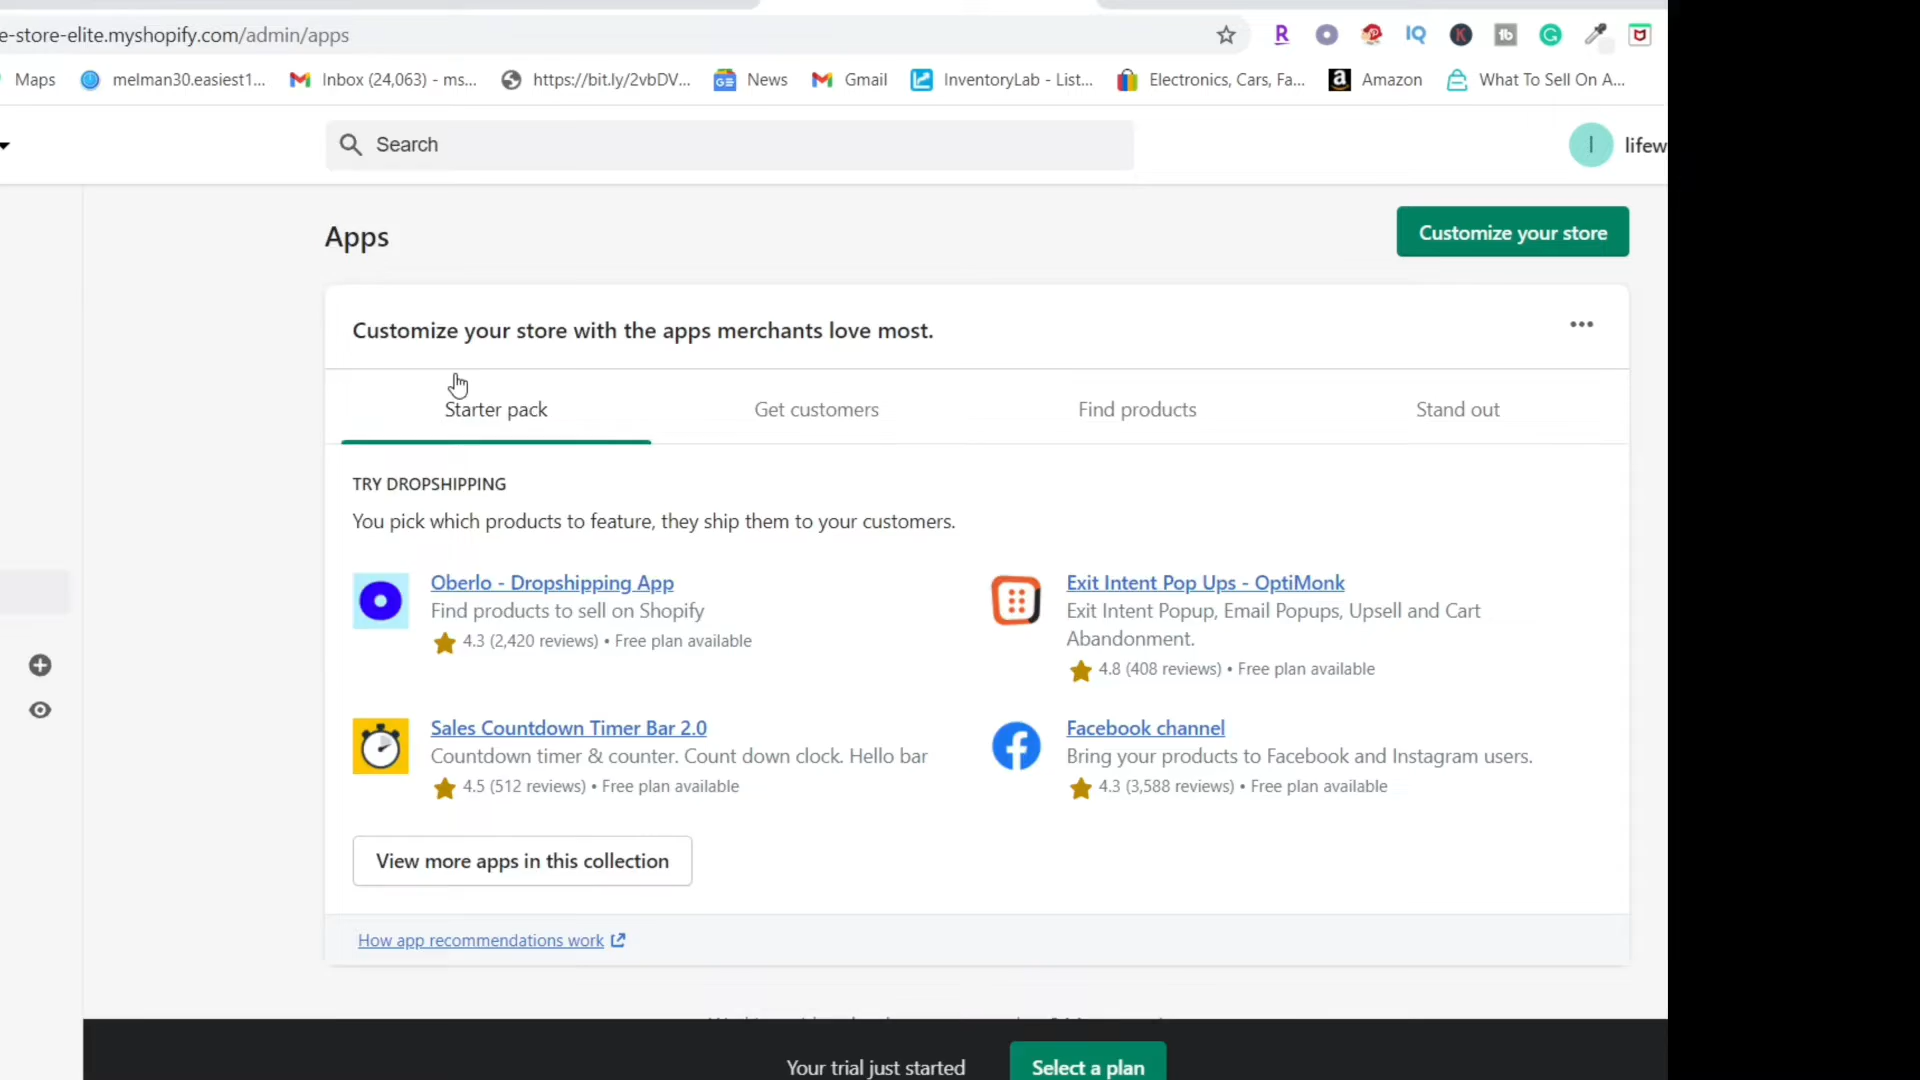 e-store-elite.myshopify.com/admin/apps
R
IQ
K
tb
G
Maps
melman30.easiest1...
Inbox (24,063) - ms...
https://bit.ly/2vbDV...
GE
News
Gmail
InventoryLab - List...
Electronics, Cars, Fa...
a
Amazon
What To Sell On A...
Search
l
lifew
Apps
Customize your store
Customize your store with the apps merchants love most.
Starter pack
Get customers
Find products
Stand out
TRY DROPSHIPPING
You pick which products to feature, they ship them to your customers.
Oberlo - Dropshipping App
Find products to sell on Shopify
4.3 (2,420 reviews) • Free plan available
Exit Intent Pop Ups - OptiMonk
Exit Intent Popup, Email Popups, Upsell and Cart
Abandonment.
4.8 (408 reviews) • Free plan available
Sales Countdown Timer Bar 2.0
Countdown timer & counter. Count down clock. Hello bar
4.5 (512 reviews) • Free plan available
Facebook channel
Bring your products to Facebook and Instagram users.
4.3 (3,588 reviews) • Free plan available
View more apps in this collection
How app recommendations work
Your trial just started
Select a plan